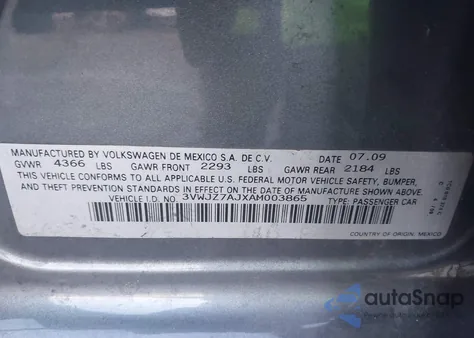 MANUFACTURED BY VOLKSWAGEN DE MEXICO S.A. DE C.V. DATE 07.09
GVWR 4366 LBS GAWR FRONT 2293 LBS GAWR REAR 2184 LBS
THIS VEHICLE CONFORMS TO ALL APPLICABLE U.S. FEDERAL MOTOR VEHICLE SAFETY, BUMPER,
AND THEFT PREVENTION STANDARDS IN EFFECT ON THE DATE OF MANUFACTURE SHOWN ABOVE.
VEHICLE I.D. NO. 3VWJZ7AJXAM003865 TYPE: PASSENGER CAR
COUNTRY OF ORIGIN: MEXICO
autoSnap